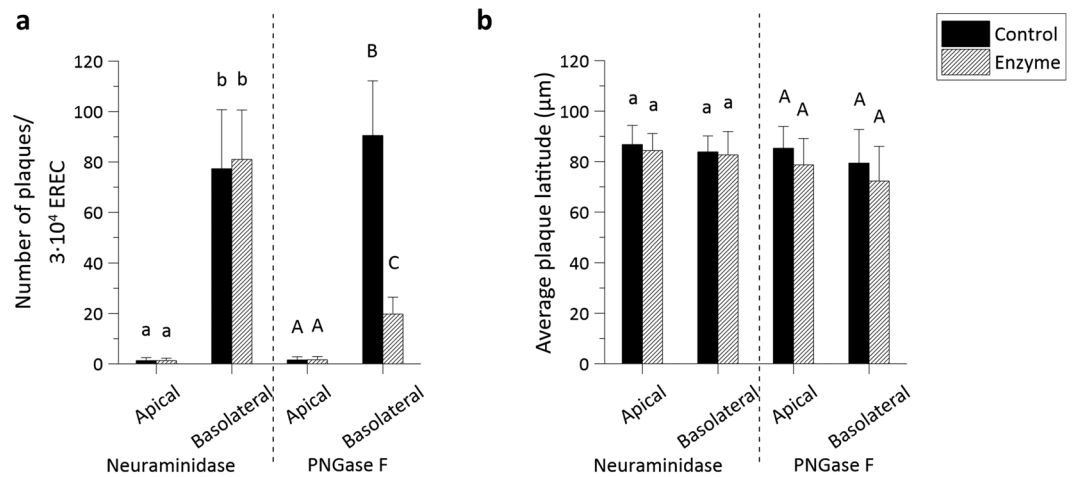 a
Number of plaques/
3·10⁴ EREC
120
100
80
60
40
20
0
a a
b b
A A
B
C
Apical
Basolateral
Apical
Basolateral
Neuraminidase
PNGase F
b
Average plaque latitude (µm)
120
100
80
60
40
20
0
a a
a a
A A
A A
Apical
Basolateral
Apical
Basolateral
Neuraminidase
PNGase F
Control
Enzyme